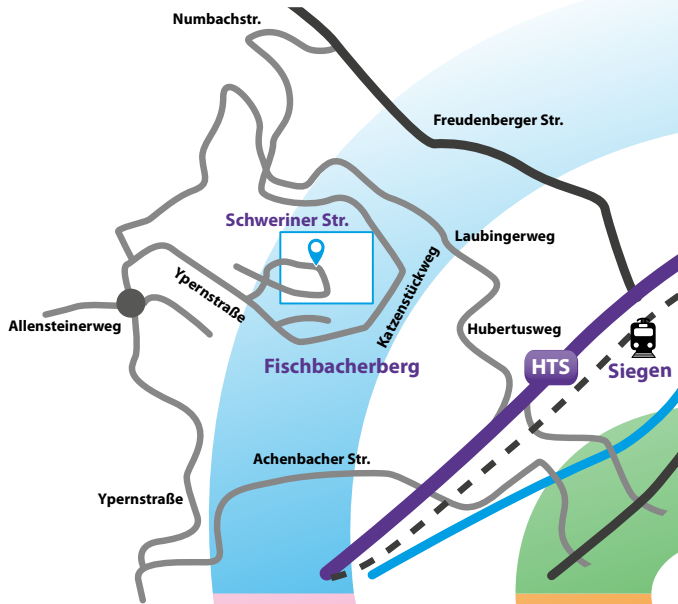 Numbachstr.
Freudenberger Str.
Schweriner Str.
Laubingerweg
Ypernstraße
Katzenstückweg
Allensteinerweg
Hubertusweg
Fischbacherberg
HTS
Siegen
Achenbacher Str.
Ypernstraße